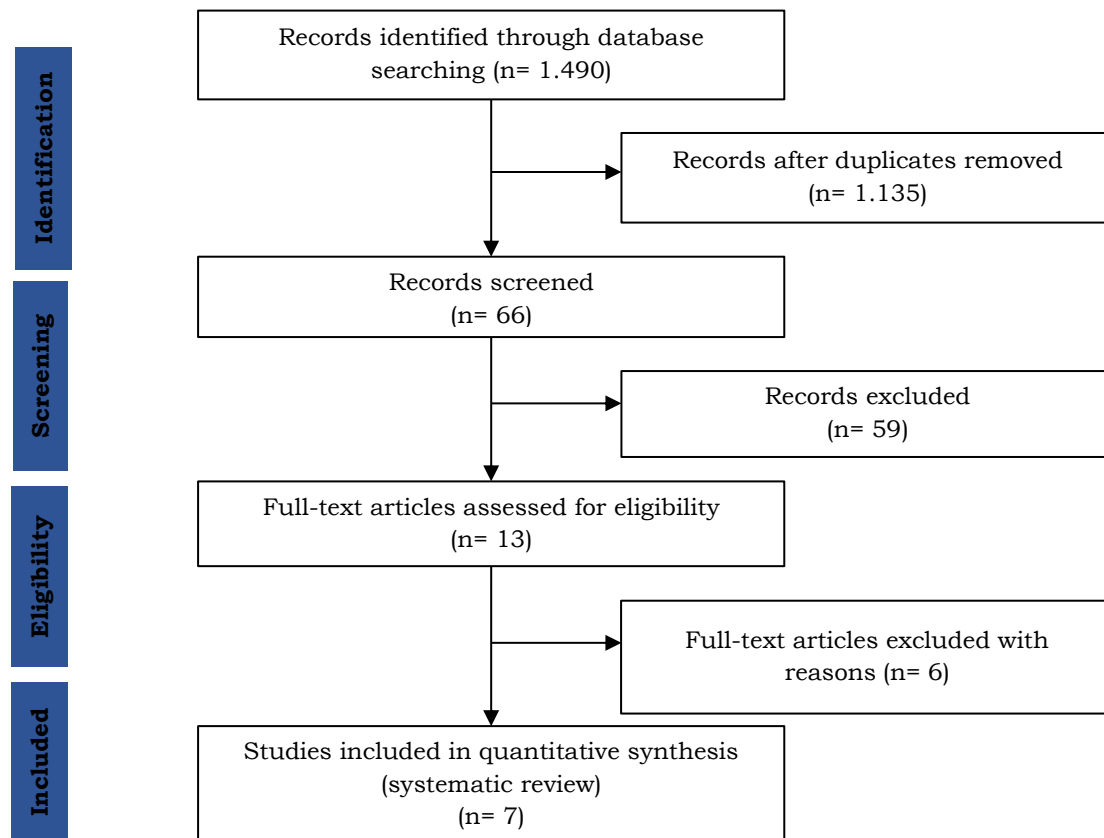 Records identified through database
searching (n= 1.490)
Identification
Records after duplicates removed
(n= 1.135)
Records screened
(n= 66)
Screening
Records excluded
(n= 59)
Full-text articles assessed for eligibility
(n= 13)
Eligibility
Full-text articles excluded with
reasons (n= 6)
Included
Studies included in quantitative synthesis
(systematic review)
(n= 7)